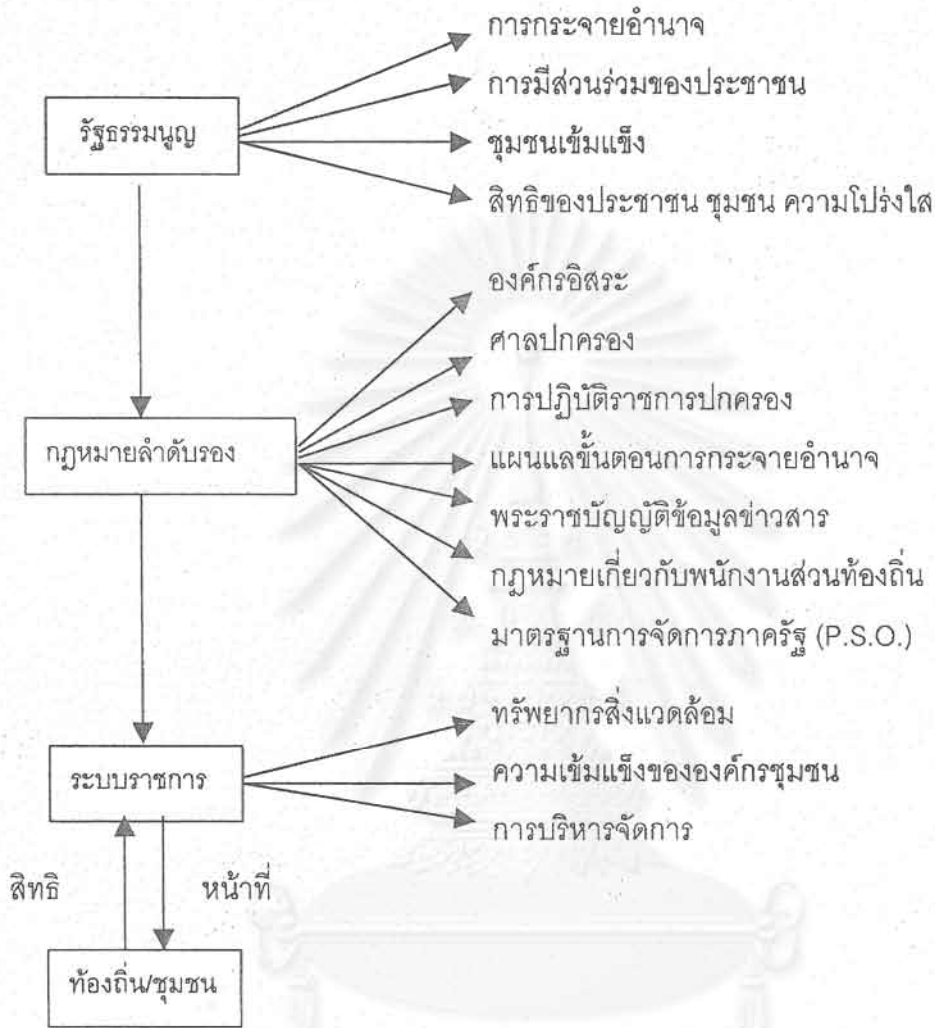 การกระจายอำนาจ
การมีส่วนร่วมของประชาชน
รัฐธรรมนูญ
ชุมชนเข้มแข็ง
สิทธิของประชาชน ชุมชน ความโปร่งใส
องค์กรอิสระ
ศาลปกครอง
การปฏิบัติราชการปกครอง
กฎหมายลำดับรอง
แผนแลขั้นตอนการกระจายอำนาจ
พระราชบัญญัติข้อมูลข่าวสาร
กฎหมายเกี่ยวกับพนักงานส่วนท้องถิ่น
มาตรฐานการจัดการภาครัฐ (P.S.O.)
ทรัพยากรสิ่งแวดล้อม
ระบบราชการ
ความเข้มแข็งขององค์กรชุมชน
การบริหารจัดการ
สิทธิ
หน้าที่
ท้องถิ่น/ชุมชน